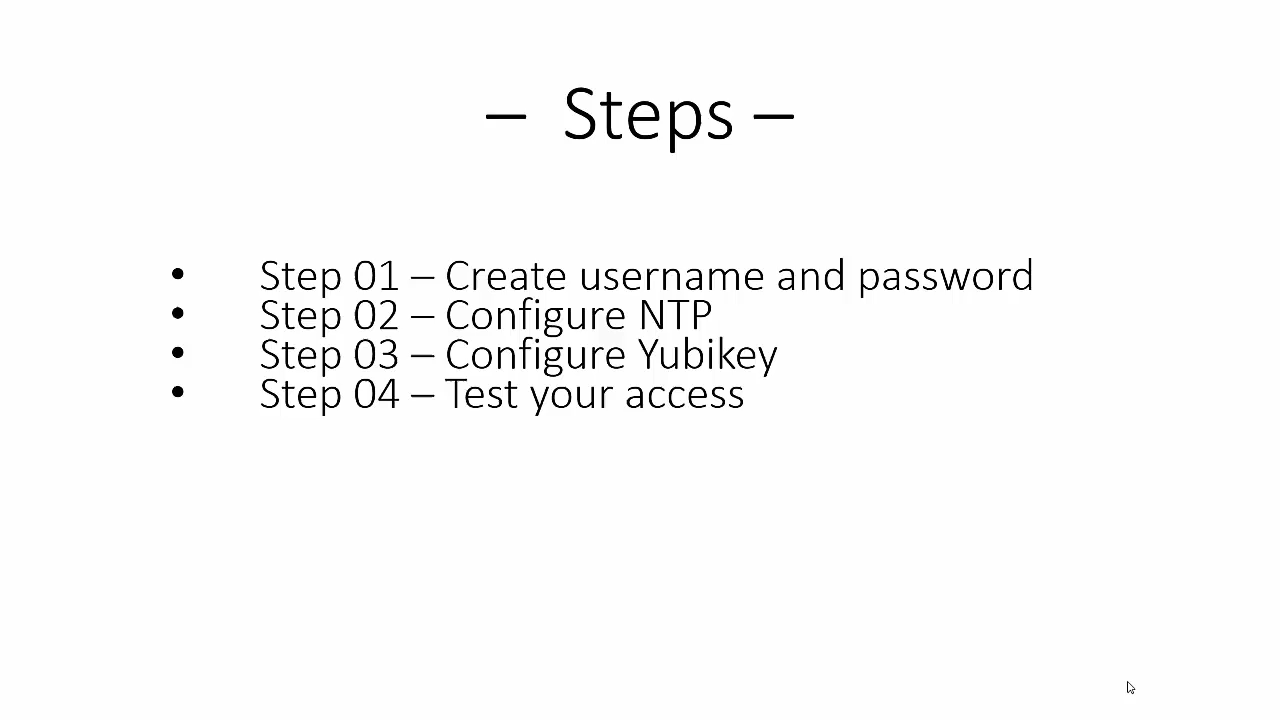 – Steps –
• Step 01 – Create username and password
• Step 02 – Configure NTP
• Step 03 – Configure Yubikey
• Step 04 – Test your access